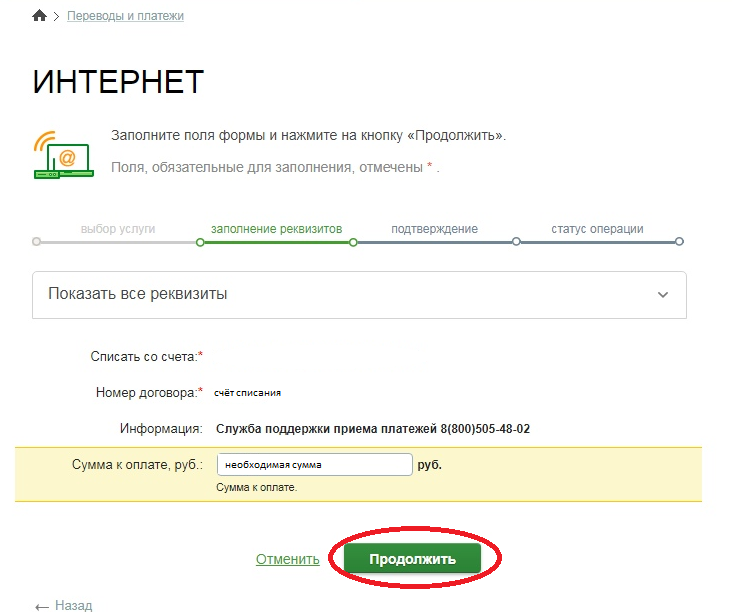 > Переводы и платежи
ИНТЕРНЕТ
Заполните поля формы и нажмите на кнопку «Продолжить».
Поля, обязательные для заполнения, отмечены * .
@
выбор услуги заполнение реквизитов подтверждение статус операции
Показать все реквизиты
Списать со счета:*
Номер договора:* счёт списания
Информация: Служба поддержки приема платежей 8(800)505-48-02
Сумма к оплате, руб.: необходимая сумма руб.
Сумма к оплате.
Отменить Продолжить
← Назад